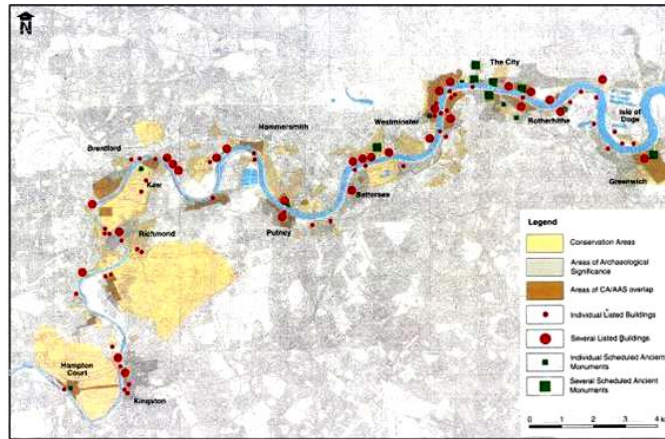 N
The City
Westminster
Hammersmith
Rotherhithe
Isle of
Dogs
Brentford
Kew
Greenwich
Battersea
Richmond
Putney
Legend
Conservation Areas
Areas of Archaeological
Significance
Areas of CA/AAS overlap
Individual Listed Buildings
Several Listed Buildings
Individual Scheduled Ancient
Monuments
Several Scheduled Ancient
Monuments
Hampton
Court
Kingston
0 1 2 3 4 k